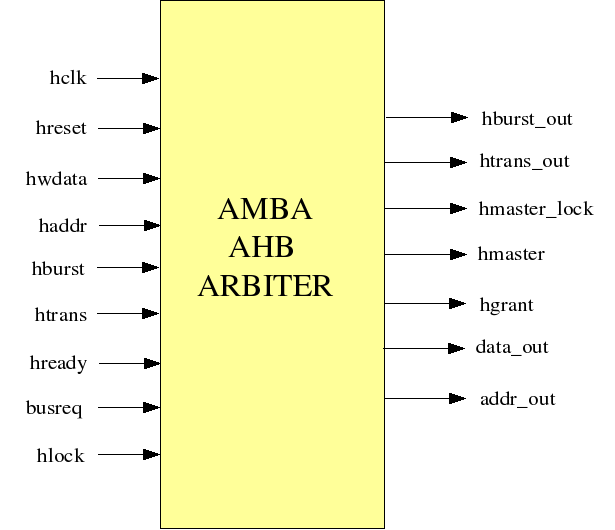 hclk
hreset
hwdata
haddr
hburst
htrans
hready
busreq
hlock
AMBA
AHB
ARBITER
hburst_out
htrans_out
hmaster_lock
hmaster
hgrant
data_out
addr_out